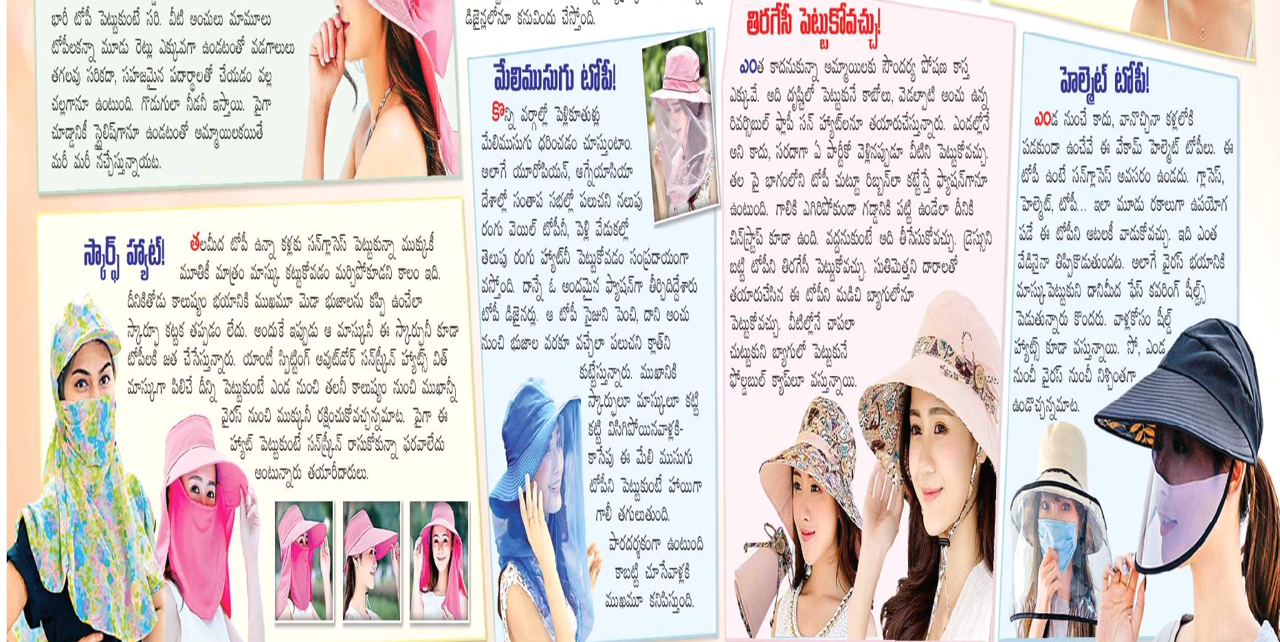 భారీ టోపీ పెట్టుకుంటే సరి. వీటి అంచులు మామూలు
టోపీలకన్నా మూడు రెట్లు ఎక్కువగా ఉండటంతో వడగాలులు
తగలవు సరికదా, సహజమైన పదార్థాలతో చేయడం వల్ల
చల్లగానూ ఉంటుంది. గొడుగులా నీడనీ ఇస్తాయి. పైగా
చూడ్డానికీ స్టైలిష్‌గానూ ఉండటంతో అమ్మాయిలకయితే
మరీ మరీ నచ్చేస్తున్నాయట.
స్కార్ఫ్ హ్యాట్!
తలమీద టోపీ ఉన్నా కళ్లకు సన్‌గ్లాసెస్ పెట్టుకున్నా ముక్కుకీ
మూతికీ మాత్రం మాస్కు కట్టుకోవడం మర్చిపోకూడని కాలం ఇది.
దీనికితోడు కాలుష్యం భయానికి ముఖమూ మెడా భుజాలను కప్పి ఉంచేలా
స్కార్ఫూ కట్టక తప్పడం లేదు. అందుకే ఇప్పుడు ఆ మాస్కునీ ఈ స్కార్ఫునీ కూడా
టోపీలకి జత చేసేస్తున్నారు. యాంటీ స్పిట్టింగ్ అవుట్‌డోర్ సన్‌స్క్రీన్ హ్యాట్స్ విత్
మాస్కుగా పిలిచే దీన్ని పెట్టుకుంటే ఎండ నుంచి తలనీ కాలుష్యం నుంచి ముఖాన్నీ
వైరస్ నుంచి ముక్కునీ రక్షించుకోవచ్చన్నమాట. పైగా ఈ
హ్యాట్ పెట్టుకుంటే సన్‌స్క్రీన్ రాసుకోకున్నా ఫరవాలేదు
అంటున్నారు తయారీదారులు.
డిజైన్లలోనూ కనువిందు చేస్తోంది.
మేలిముసుగు టోపీ!
కొన్ని వర్గాల్లో పెళ్లికూతుళ్లు
మేలిముసుగు ధరించడం చూస్తుంటాం.
అలాగే యూరోపియన్, ఆగ్నేయాసియా
దేశాల్లో సంతాప సభల్లో పలుచని నలుపు
రంగు వెయిల్ టోపీనీ, పెళ్లి వేడుకల్లో
తెలుపు రంగు హ్యాట్‌నీ పెట్టుకోవడం సంప్రదాయంగా
వస్తోంది. దాన్నే ఓ అందమైన ఫ్యాషన్‌గా తీర్చిదిద్దేశారు
టోపీ డిజైనర్లు. ఆ టోపీ సైజుని పెంచి, దాని అంచు
నుంచి భుజాల వరకూ వచ్చేలా పలుచని క్లాత్‌ని
కుట్టేస్తున్నారు. ముఖానికి
స్కార్ఫులూ మాస్కులూ కట్టి
కట్టి విసిగిపోయినవాళ్లకి-
కాసేపు ఈ మేలి ముసుగు
టోపీని పెట్టుకుంటే హాయిగా
గాలీ తగులుతుంది.
పారదర్శకంగా ఉంటుంది
కాబట్టి చూసేవాళ్లకి
ముఖమూ కనిపిస్తుంది.
తిరగేసీ పెట్టుకోవచ్చు!
ఎంత కాదనుకున్నా అమ్మాయిలకు సౌందర్య పోషణ కాస్త
ఎక్కువే. అది దృష్టిలో పెట్టుకునే కాబోలు, వెడల్పాటి అంచు ఉన్న
రివర్సిబుల్ ఫ్లాపీ సన్ హ్యాట్‌లనూ తయారుచేస్తున్నారు. ఎండల్లోనే
అని కాదు, సరదాగా ఏ పార్టీకో వెళ్లినప్పుడూ వీటిని పెట్టుకోవచ్చు.
తల పై భాగంలోని టోపీ చుట్టూ రిబ్బన్‌లా కట్టేస్తే ఫ్యాషన్‌గానూ
ఉంటుంది. గాలికి ఎగిరిపోకుండా గడ్డానికి పట్టి ఉండేలా దీనికి
చిన్‌స్ట్రాప్ కూడా ఉంది. వద్దనుకుంటే అది తీసేసుకోవచ్చు. డ్రెస్సుని
బట్టి టోపీని తిరగేసీ పెట్టుకోవచ్చు. సుతిమెత్తని దారాలతో
తయారుచేసిన ఈ టోపీని మడిచి బ్యాగులోనూ
పెట్టుకోవచ్చు. వీటిల్లోనే చాపలా
చుట్టుకుని బ్యాగులో పెట్టుకునే
ఫోల్డబుల్ క్యాప్‌లూ వస్తున్నాయి.
హెల్మెట్ టోపీ!
ఎండ నుంచే కాదు, వానొచ్చినా కళ్లలోకి
పడకుండా ఉంచేవే ఈ వేకామ్ హెల్మెట్ టోపీలు. ఈ
టోపీ ఉంటే సన్‌గ్లాసెస్ అవసరం ఉండదు. గ్లాసెస్,
హెల్మెట్, టోపీ... ఇలా మూడు రకాలుగా ఉపయోగ
పడే ఈ టోపీని ఆటలకీ వాడుకోవచ్చు. ఇది ఎంత
వేడినైనా తిప్పికొడుతుందట. అలాగే వైరస్ భయానికి
మాస్కుపెట్టుకుని దానిమీద ఫేస్ కవరింగ్ షీల్డ్స్
పెడుతున్నారు కొందరు. వాళ్లకోసం షీల్డ్
హ్యాట్స్ కూడా వస్తున్నాయి. సో, ఎండ
నుంచీ వైరస్ నుంచీ నిశ్చింతగా
ఉండొచ్చన్నమాట.